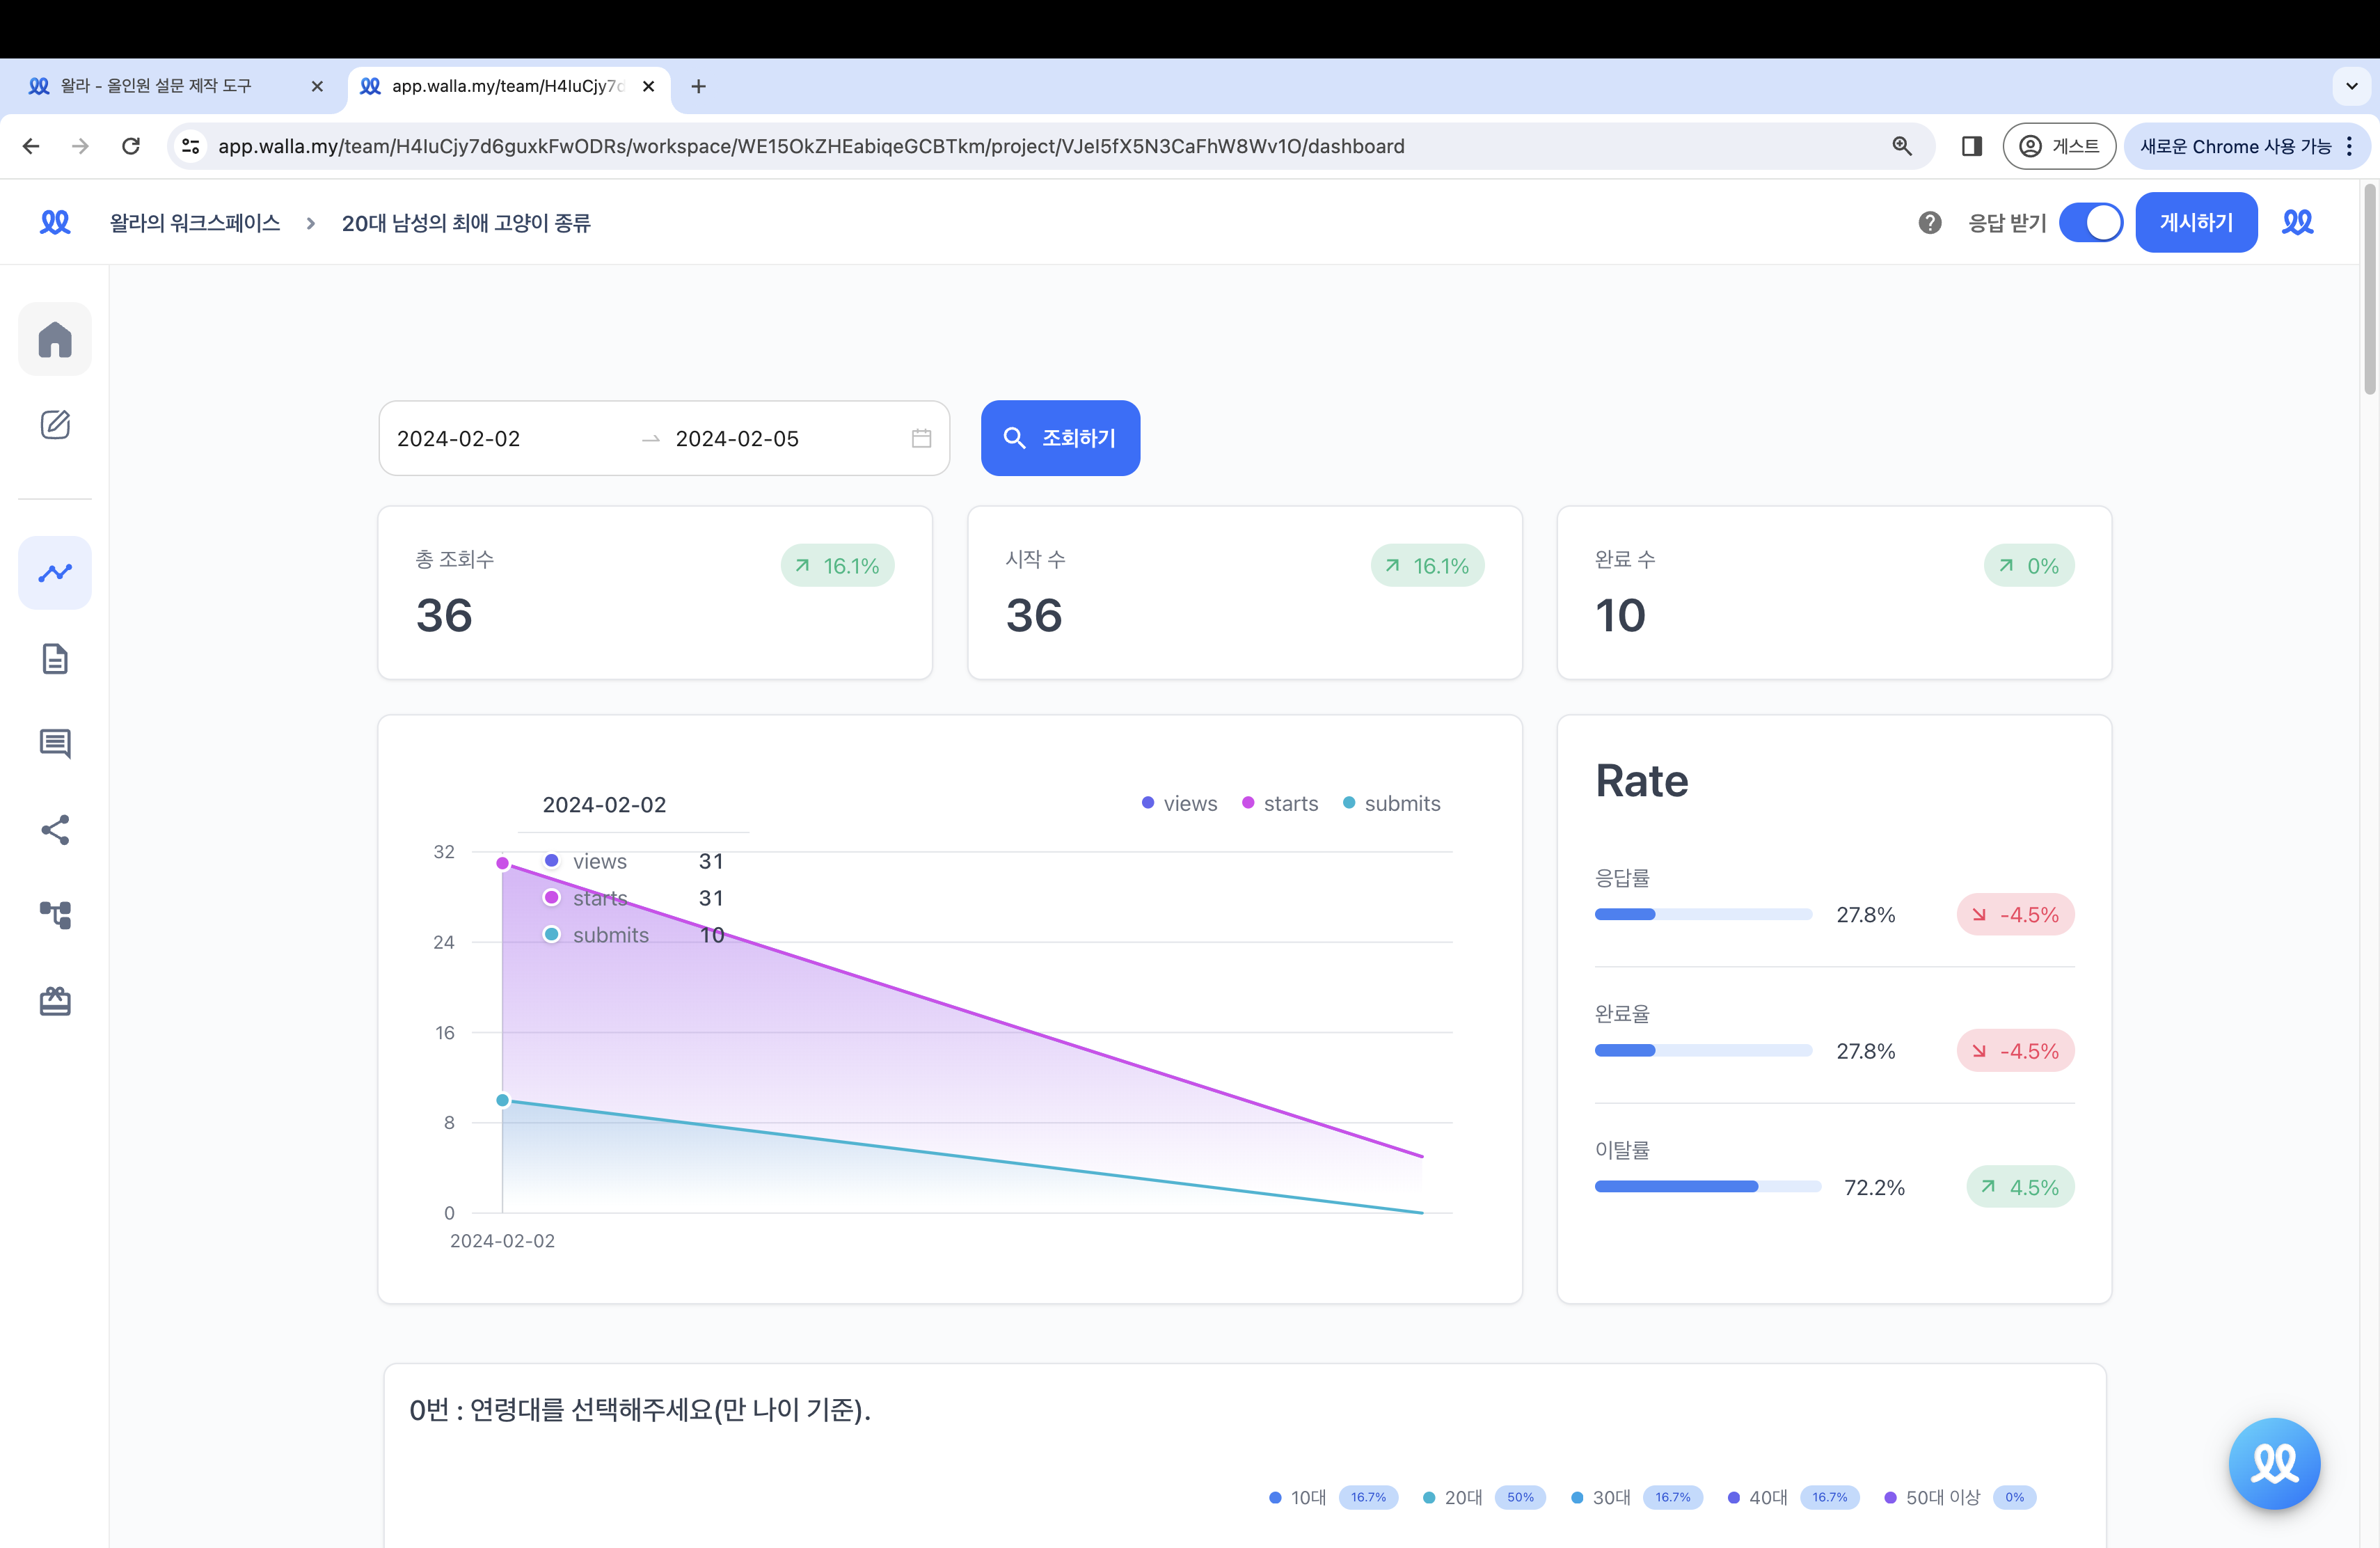 왈라 - 올인원 설문 제작 도구
app.walla.my/team/H4IuCjy7d
app.walla.my/team/H4IuCjy7d6guxkFwODRs/workspace/WE15OkZHEabiqeGCBTkm/project/VJeI5fX5N3CaFhW8Wv1O/dashboard
게스트
새로운 Chrome 사용 가능
왈라의 워크스페이스
20대 남성의 최애 고양이 종류
응답 받기
게시하기
2024-02-02
2024-02-05
조회하기
총 조회수
16.1%
36
시작 수
16.1%
36
완료 수
0%
10
2024-02-02
views
starts
submits
views 31
starts 31
submits 10
32
24
16
8
0
2024-02-02
Rate
응답률
27.8%
-4.5%
완료율
27.8%
-4.5%
이탈률
72.2%
4.5%
0번 : 연령대를 선택해주세요(만 나이 기준).
10대 16.7%
20대 50%
30대 16.7%
40대 16.7%
50대 이상 0%